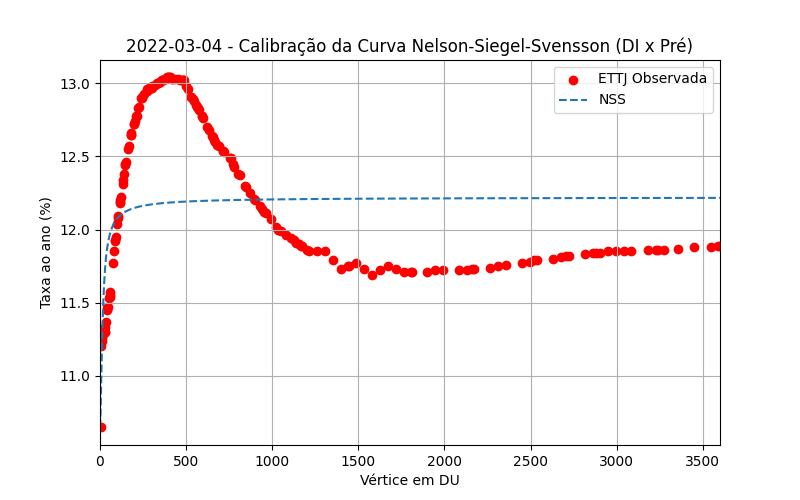 2022-03-04 - Calibração da Curva Nelson-Siegel-Svensson (DI x Pré)
ETTJ Observada
NSS
Taxa ao ano (%)
13.0
12.5
12.0
11.5
11.0
0 500 1000 1500 2000 2500 3000 3500
Vértice em DU